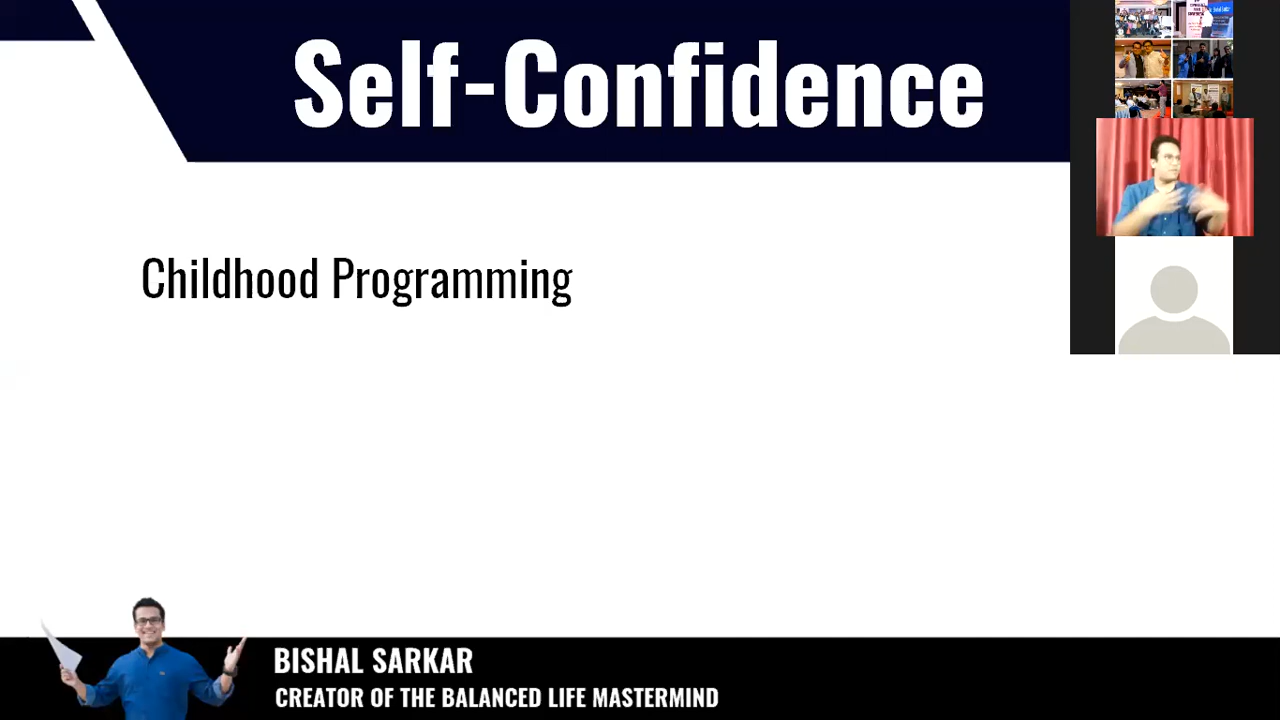 Self-Confidence
Childhood Programming
BISHAL SARKAR
CREATOR OF THE BALANCED LIFE MASTERMIND